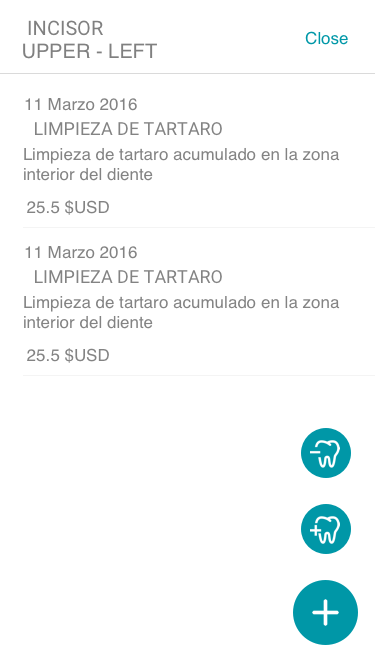 INCISOR
Close
UPPER - LEFT
11 Marzo 2016
LIMPIEZA DE TARTARO
Limpieza de tartaro acumulado en la zona
interior del diente
25.5 $USD
11 Marzo 2016
LIMPIEZA DE TARTARO
Limpieza de tartaro acumulado en la zona
interior del diente
25.5 $USD